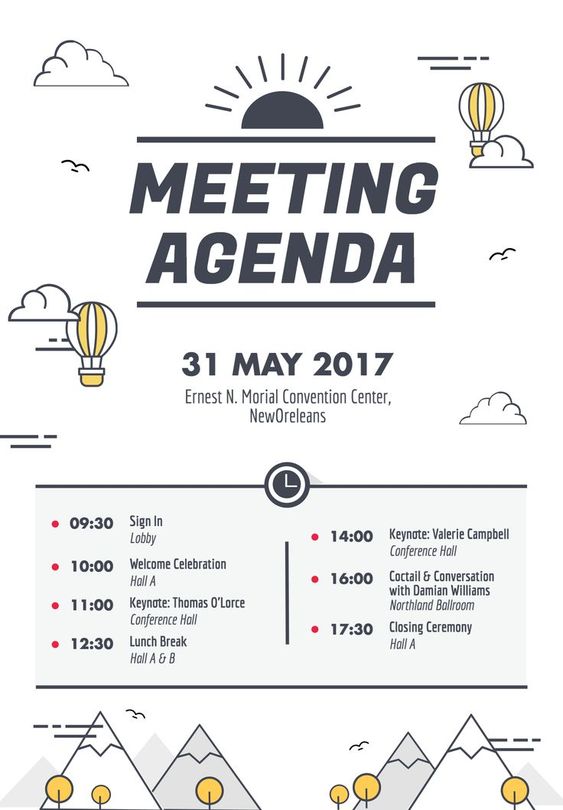 MEETING
AGENDA
31 MAY 2017
Ernest N. Morial Convention Center,
NewOreleans
09:30 Sign In
Lobby
10:00 Welcome Celebration
Hall A
11:00 Keynote: Thomas O'Lorce
Conference Hall
12:30 Lunch Break
Hall A & B
14:00 Keynote: Valerie Campbell
Conference Hall
16:00 Coctail & Conversation
with Damian Williams
Northland Ballroom
17:30 Closing Ceremony
Hall A